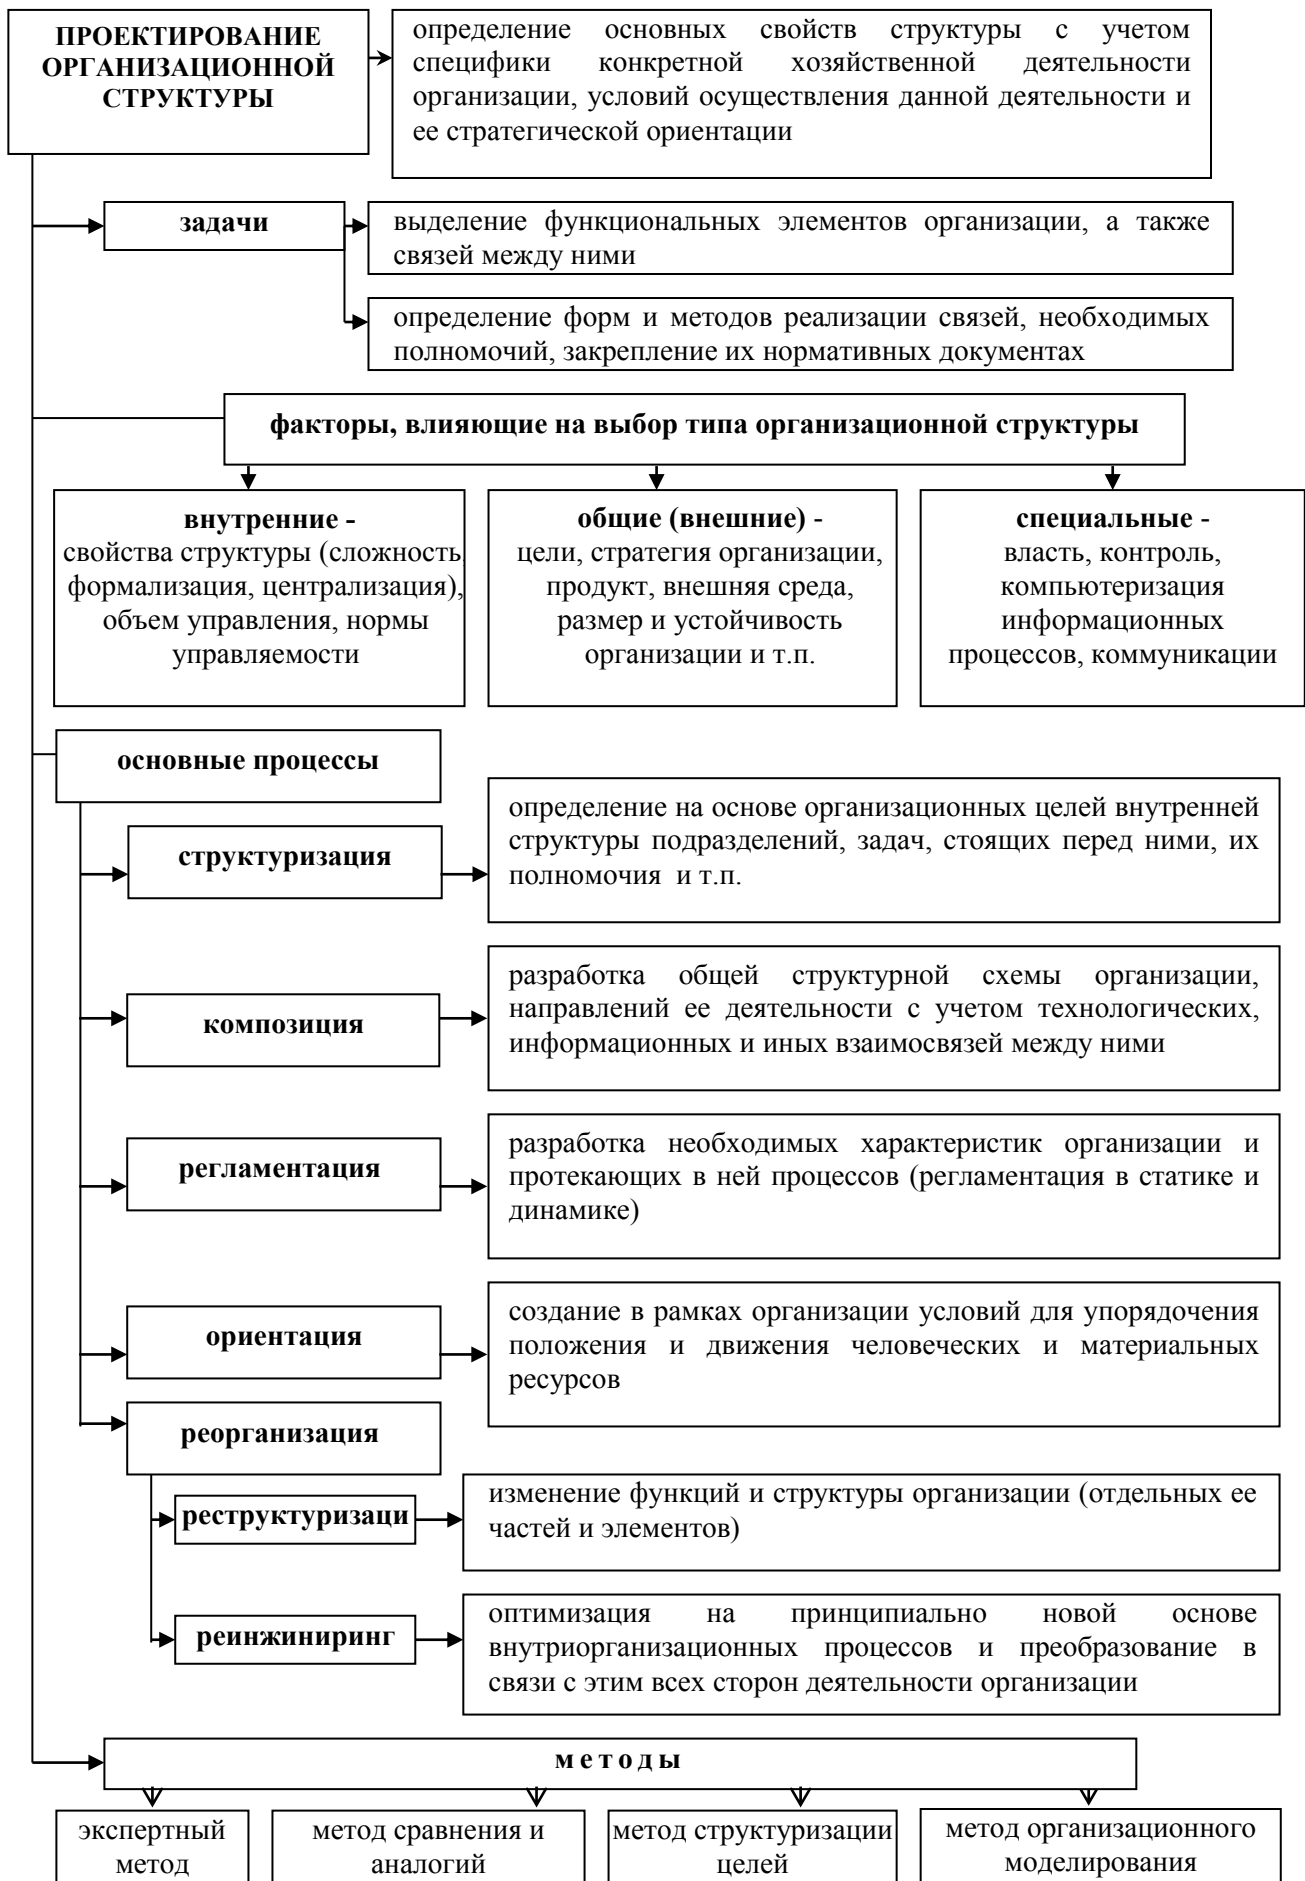 ПРОЕКТИРОВАНИЕ
ОРГАНИЗАЦИОННОЙ
СТРУКТУРЫ
определение основных свойств структуры с учетом
специфики конкретной хозяйственной деятельности
организации, условий осуществления данной деятельности и
ее стратегической ориентации
задачи
выделение функциональных элементов организации, а также
связей между ними
определение форм и методов реализации связей, необходимых
полномочий, закрепление их нормативных документах
факторы, влияющие на выбор типа организационной структуры
внутренние -
свойства структуры (сложность,
формализация, централизация),
объем управления, нормы
управляемости
общие (внешние) -
цели, стратегия организации,
продукт, внешняя среда,
размер и устойчивость
организации и т.п.
специальные -
власть, контроль,
компьютеризация
информационных
процессов, коммуникации
основные процессы
структуризация
определение на основе организационных целей внутренней
структуры подразделений, задач, стоящих перед ними, их
полномочия и т.п.
композиция
разработка общей структурной схемы организации,
направлений ее деятельности с учетом технологических,
информационных и иных взаимосвязей между ними
регламентация
разработка необходимых характеристик организации и
протекающих в ней процессов (регламентация в статике и
динамике)
ориентация
создание в рамках организации условий для упорядочения
положения и движения человеческих и материальных
ресурсов
реорганизация
реструктуризаци
изменение функций и структуры организации (отдельных ее
частей и элементов)
реинжиниринг
оптимизация на принципиально новой основе
внутриорганизационных процессов и преобразование в
связи с этим всех сторон деятельности организации
м е т о д ы
экспертный
метод
метод сравнения и
аналогий
метод структуризации
целей
метод организационного
моделирования